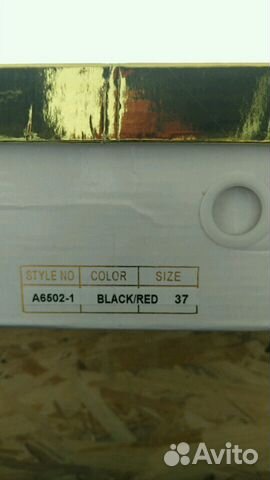 STYLE NO COLOR SIZE
A6502-1 BLACK/RED 37
Avito